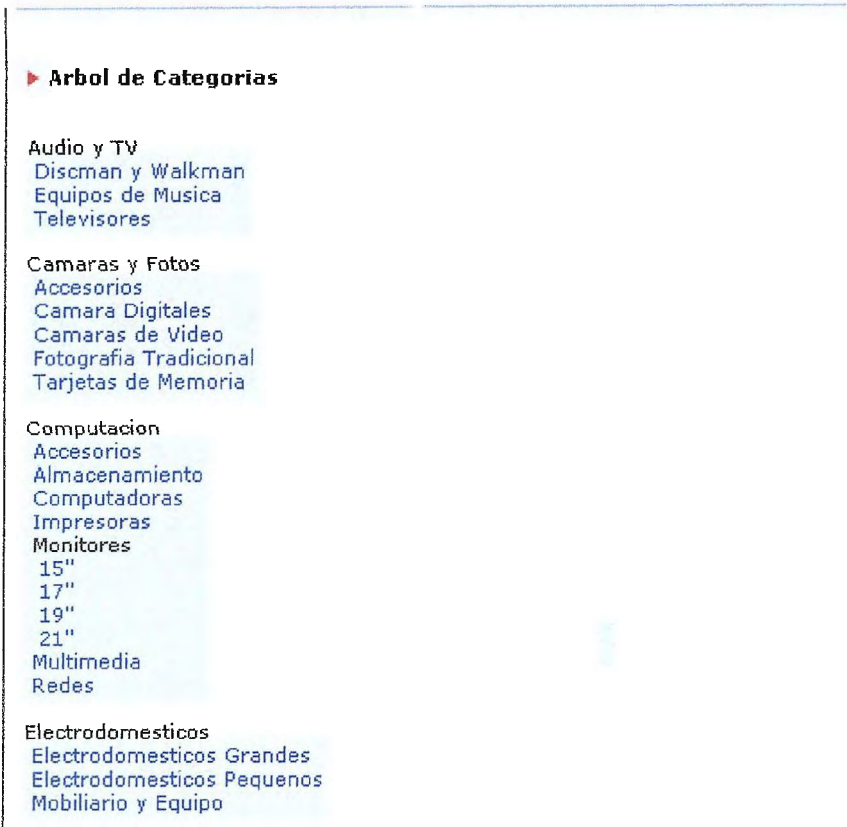 Arbol de Categorias
Audio y TV
Discman y Walkman
Equipos de Musica
Televisores
Camaras y Fotos
Accesorios
Camara Digitales
Camaras de Video
Fotografia Tradicional
Tarjetas de Memoria
Computacion
Accesorios
Almacenamiento
Computadoras
Impresoras
Monitores
15"
17"
19"
21"
Multimedia
Redes
Electrodomesticos
Electrodomesticos Grandes
Electrodomesticos Pequenos
Mobiliario y Equipo